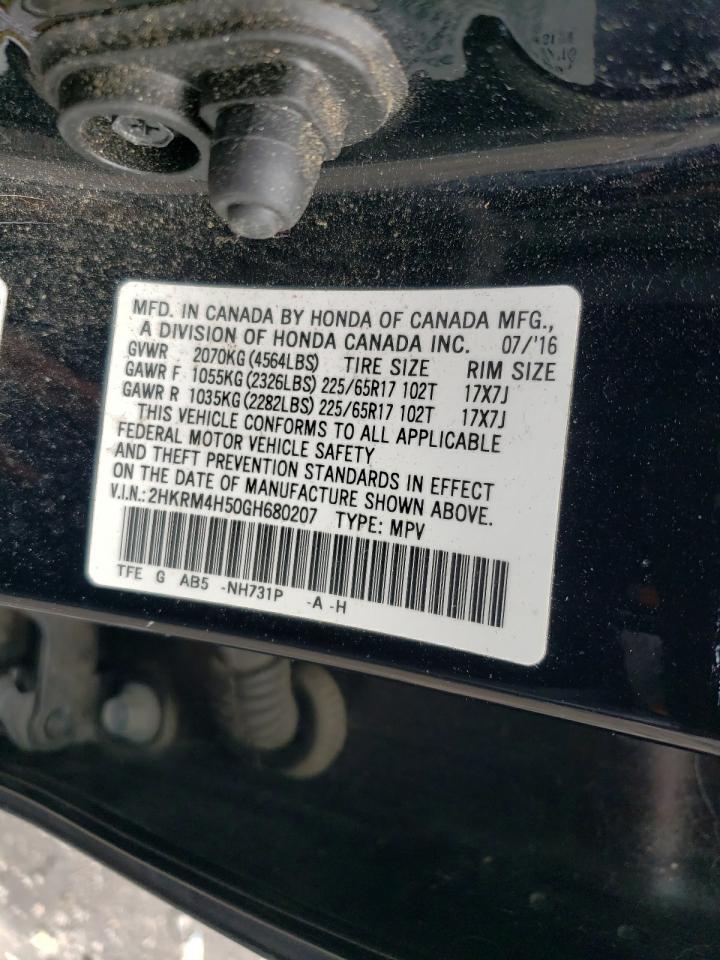 MFD. IN CANADA BY HONDA OF CANADA MFG.,
A DIVISION OF HONDA CANADA INC. 07/'16
GVWR 2070KG (4564LBS) TIRE SIZE RIM SIZE
GAWR F 1055KG (2326LBS) 225/65R17 102T 17X7J
GAWR R 1035KG (2282LBS) 225/65R17 102T 17X7J
THIS VEHICLE CONFORMS TO ALL APPLICABLE
FEDERAL MOTOR VEHICLE SAFETY
AND THEFT PREVENTION STANDARDS IN EFFECT
ON THE DATE OF MANUFACTURE SHOWN ABOVE.
V.I.N.: 2HKRM4H50GH680207 TYPE: MPV
TFE G AB5 -NH731P -A -H